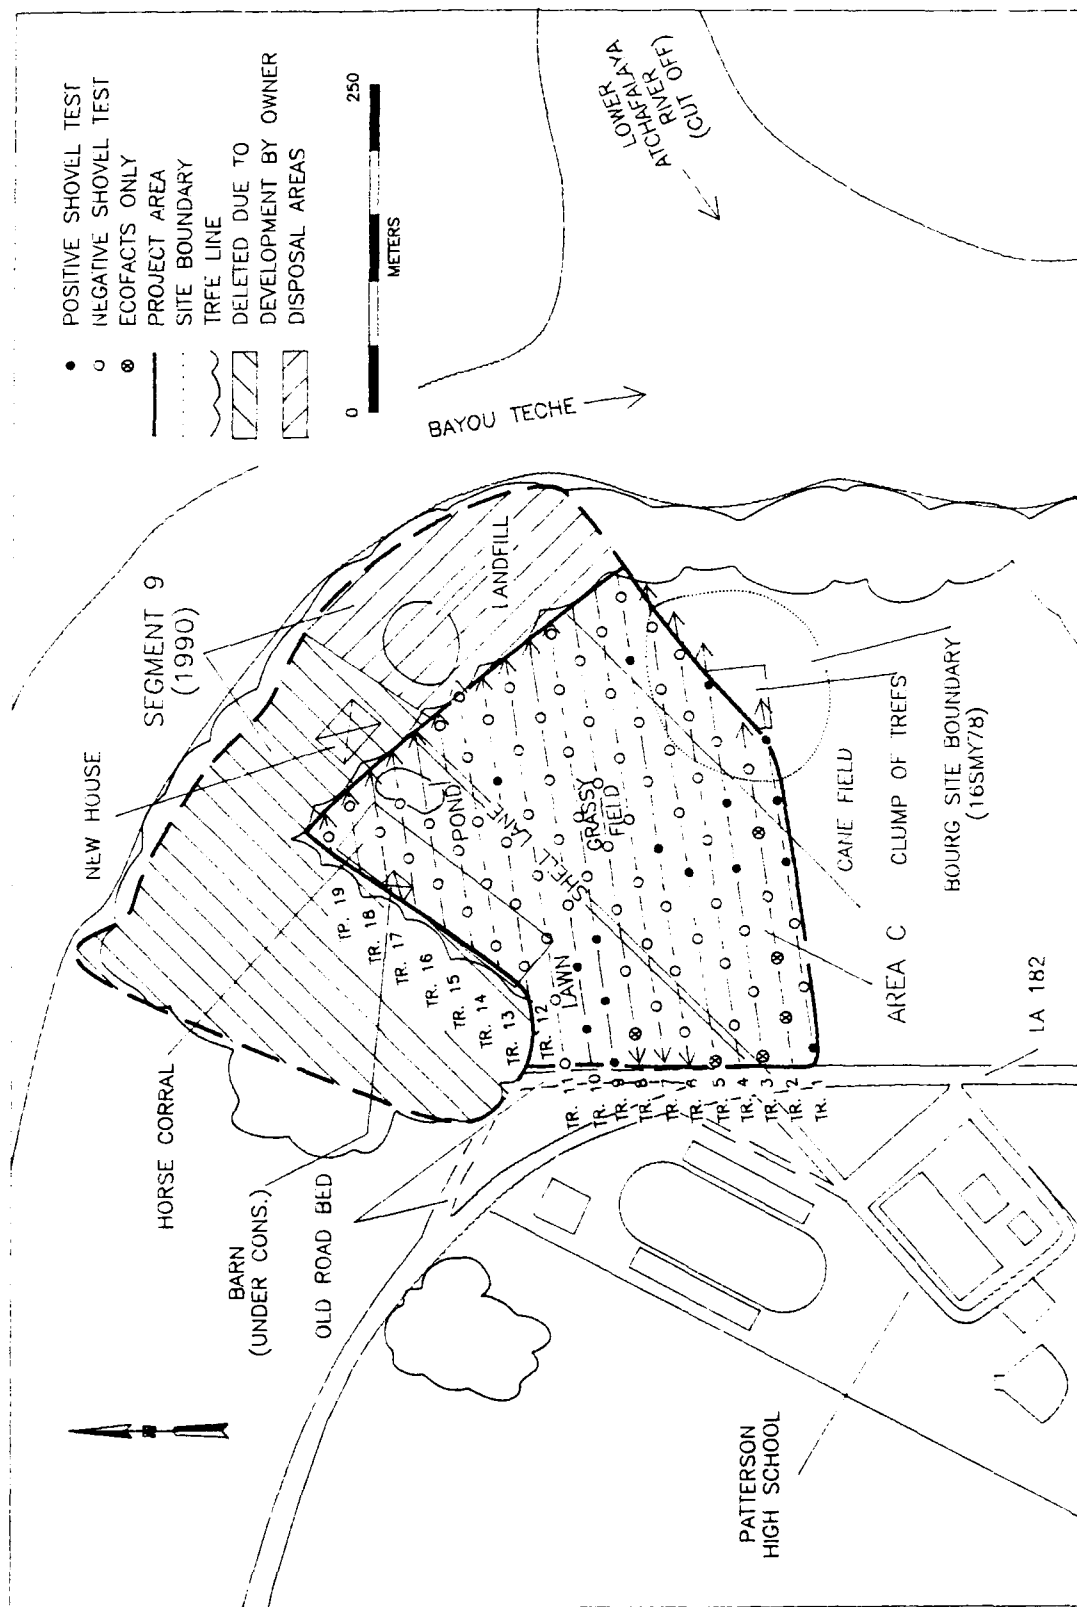 POSITIVE SHOVEL TEST
NEGATIVE SHOVEL TEST
ECOFACTS ONLY
PROJECT AREA
SITE BOUNDARY
TREE LINE
DELETED DUE TO
DEVELOPMENT BY OWNER
DISPOSAL AREAS
0
250
METERS
LOWER
ATCHAFALAYA
RIVER
(CUT OFF)
BAYOU TECHE
SEGMENT 9
(1990)
NEW HOUSE
HORSE CORRAL
BARN
(UNDER CONS.)
OLD ROAD BED
LANDFILL
POND
SHELL LANE
GRASSY
FIELD
LAWN
TR. 19
TR. 18
TR. 17
TR. 16
TR. 15
TR. 14
TR. 13
TR. 12
TR. 11
TR. 10
TR. 9
TR. 8
TR. 7
TR. 6
TR. 5
TR. 4
TR. 3
TR. 2
TR. 1
CANE FIELD
CLUMP OF TREES
BOURG SITE BOUNDARY
(16SMY78)
AREA C
LA 182
PATTERSON
HIGH SCHOOL
N